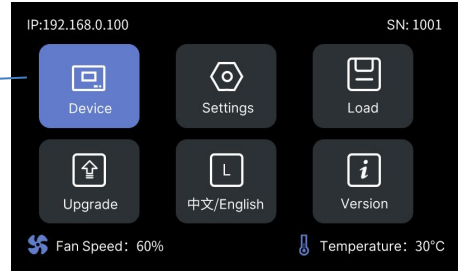 IP:192.168.0.100 SN: 1001
Device Settings Load
L
Upgrade 中文/English Version
Fan Speed: 60% Temperature: 30°C